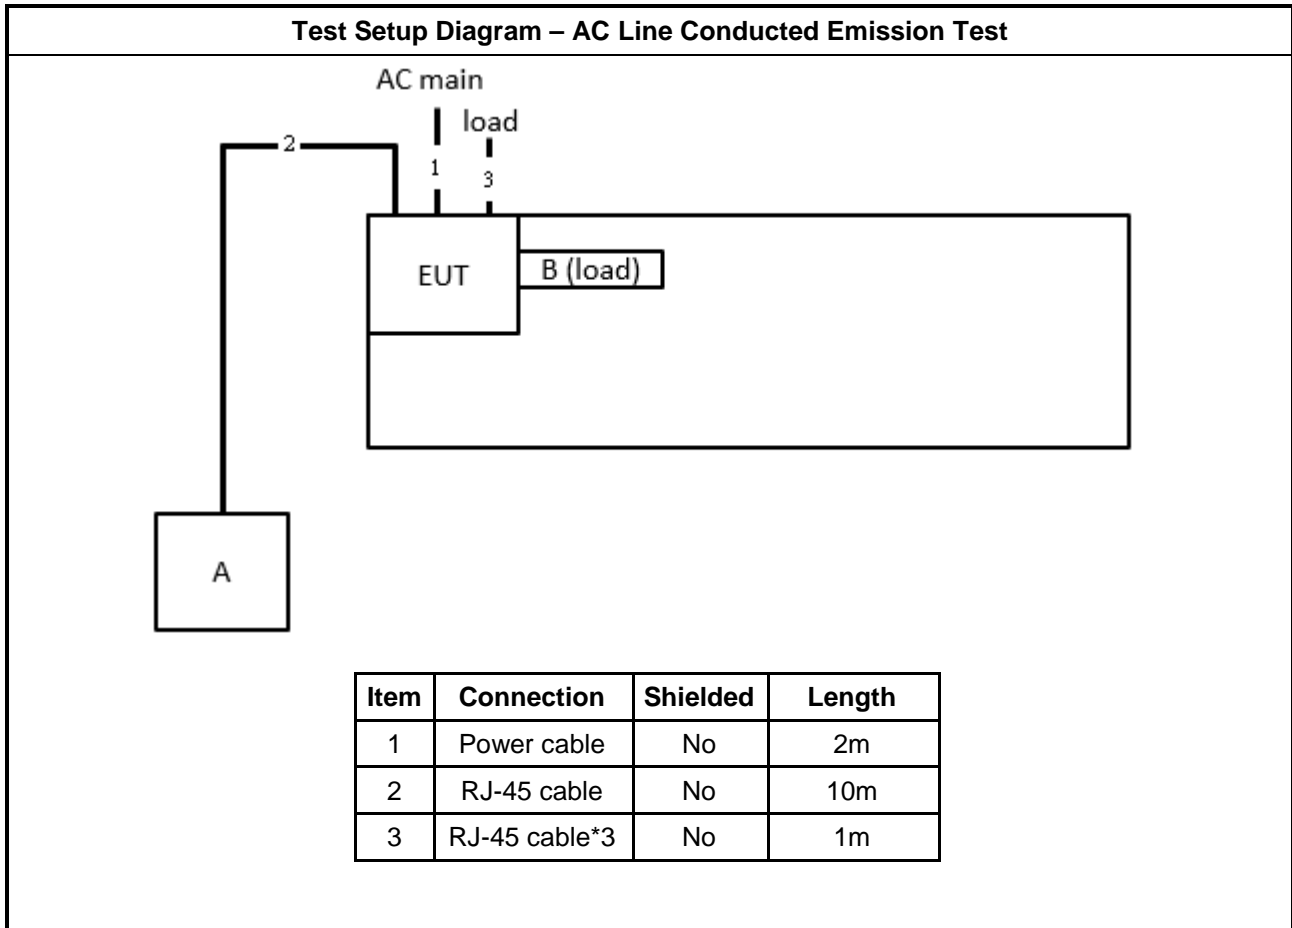 Test Setup Diagram – AC Line Conducted Emission Test
AC main
load
2
1
3
EUT
B (load)
A
Item Connection Shielded Length
1 Power cable No 2m
2 RJ-45 cable No 10m
3 RJ-45 cable*3 No 1m